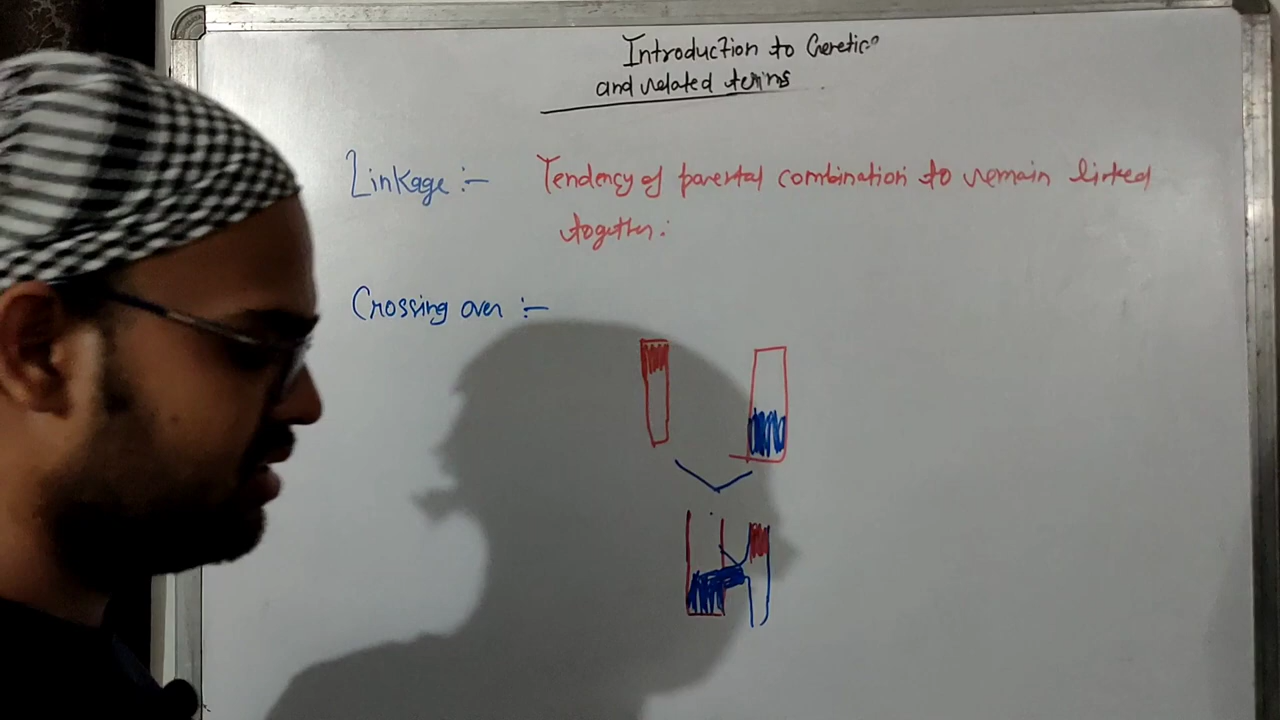 Introduction to Genetics
and related terms
Linkage :- Tendency of parental combination to remain linked
together.
Crossing over :-